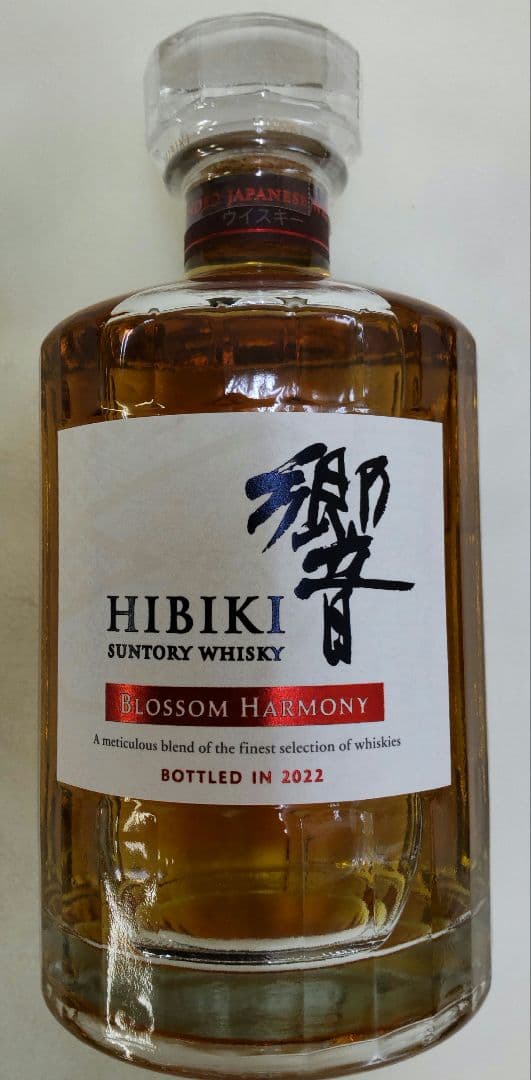 JAPANESE
ウイスキー
響
HIBIKI
SUNTORY WHISKY
BLOSSOM HARMONY
A meticulous blend of the finest selection of whiskies
BOTTLED IN 2022